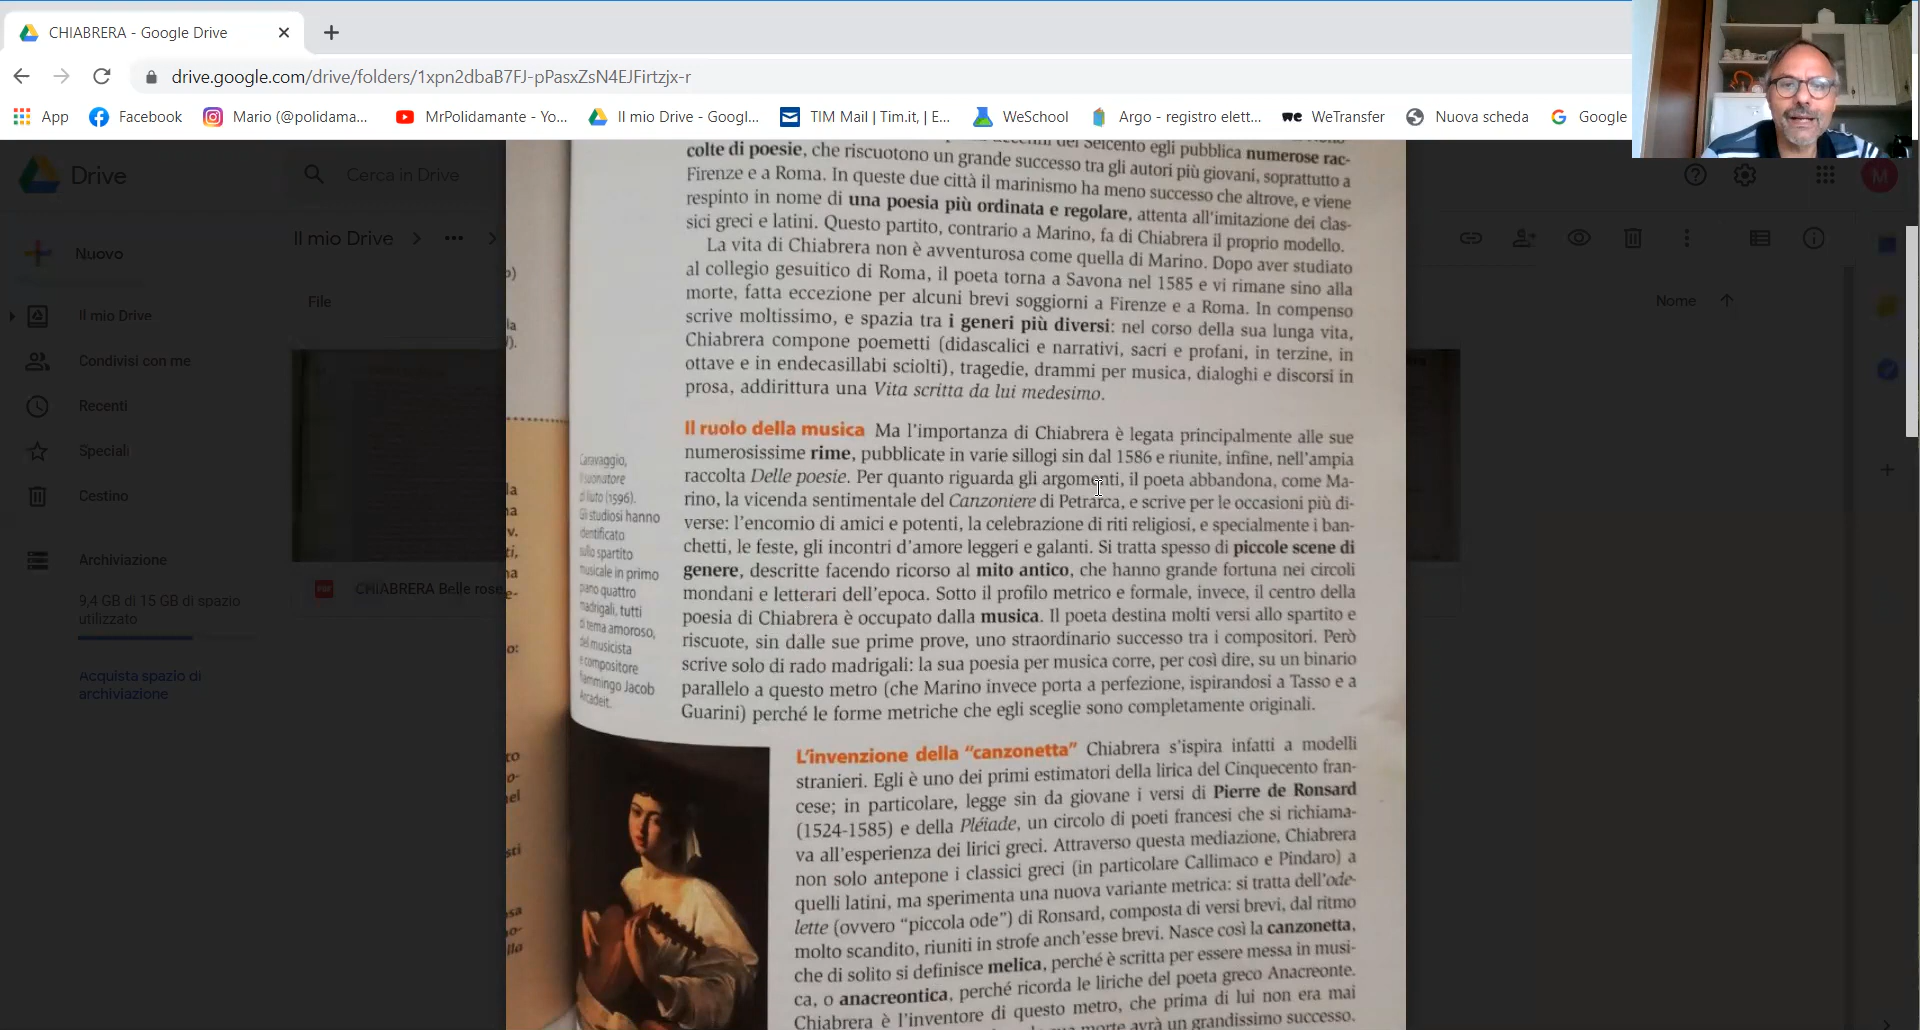 CHIABRERA - Google Drive
drive.google.com/drive/folders/1xpn2dbaB7FJ-pPasxZsN4EJFirtzjx-r
App
Facebook
Mario (@polidama...
MrPolidamante - Yo...
Il mio Drive - Googl...
TIM Mail | Tim.it, | E...
WeSchool
Argo - registro elett...
WeTransfer
Nuova scheda
Google
Drive
Cerca in Drive
M
Il mio Drive
Nuovo
File
Nome
Il mio Drive
Condivisi con me
Recenti
Speciali
Cestino
Archiviazione
9,4 GB di 15 GB di spazio
utilizzato
Acquista spazio di
archiviazione
PDF
CHIABRERA Belle rose
del Seicento egli pubblica numerose rac-
colte di poesie, che riscuotono un grande successo tra gli autori più giovani, soprattutto a
Firenze e a Roma. In queste due città il marinismo ha meno successo che altrove, e viene
respinto in nome di una poesia più ordinata e regolare, attenta all'imitazione dei clas-
sici greci e latini. Questo partito, contrario a Marino, fa di Chiabrera il proprio modello.
La vita di Chiabrera non è avventurosa come quella di Marino. Dopo aver studiato
al collegio gesuitico di Roma, il poeta torna a Savona nel 1585 e vi rimane sino alla
morte, fatta eccezione per alcuni brevi soggiorni a Firenze e a Roma. In compenso
scrive moltissimo, e spazia tra i generi più diversi: nel corso della sua lunga vita,
Chiabrera compone poemetti (didascalici e narrativi, sacri e profani, in terzine, in
ottave e in endecasillabi sciolti), tragedie, drammi per musica, dialoghi e discorsi in
prosa, addirittura una Vita scritta da lui medesimo.
Il ruolo della musica Ma l'importanza di Chiabrera è legata principalmente alle sue
numerosissime rime, pubblicate in varie sillogi sin dal 1586 e riunite, infine, nell'ampia
raccolta Delle poesie. Per quanto riguarda gli argomenti, il poeta abbandona, come Ma-
rino, la vicenda sentimentale del Canzoniere di Petrarca, e scrive per le occasioni più di-
verse: l'encomio di amici e potenti, la celebrazione di riti religiosi, e specialmente i ban-
chetti, le feste, gli incontri d'amore leggeri e galanti. Si tratta spesso di piccole scene di
genere, descritte facendo ricorso al mito antico, che hanno grande fortuna nei circoli
mondani e letterari dell'epoca. Sotto il profilo metrico e formale, invece, il centro della
poesia di Chiabrera è occupato dalla musica. Il poeta destina molti versi allo spartito e
riscuote, sin dalle sue prime prove, uno straordinario successo tra i compositori. Però
scrive solo di rado madrigali: la sua poesia per musica corre, per così dire, su un binario
parallelo a questo metro (che Marino invece porta a perfezione, ispirandosi a Tasso e a
Guarini) perché le forme metriche che egli sceglie sono completamente originali.
Caravaggio,
Il suonatore
di liuto (1596).
Gli studiosi hanno
identificato
sullo spartito
musicale in primo
piano quattro
madrigali, tutti
di tema amoroso,
del musicista
e compositore
fiammingo Jacob
Arcadelt.
L'invenzione della "canzonetta" Chiabrera s'ispira infatti a modelli
stranieri. Egli è uno dei primi estimatori della lirica del Cinquecento fran-
cese; in particolare, legge sin da giovane i versi di Pierre de Ronsard
(1524-1585) e della Pléiade, un circolo di poeti francesi che si richiama-
va all'esperienza dei lirici greci. Attraverso questa mediazione, Chiabrera
non solo antepone i classici greci (in particolare Callimaco e Pindaro) a
quelli latini, ma sperimenta una nuova variante metrica: si tratta dell'ode-
lette (ovvero "piccola ode") di Ronsard, composta di versi brevi, dal ritmo
molto scandito, riuniti in strofe anch'esse brevi. Nasce così la canzonetta,
che di solito si definisce melica, perché è scritta per essere messa in musi-
ca, o anacreontica, perché ricorda le liriche del poeta greco Anacreonte.
Chiabrera è l'inventore di questo metro, che prima di lui non era mai
morte avrà un grandissimo successo.